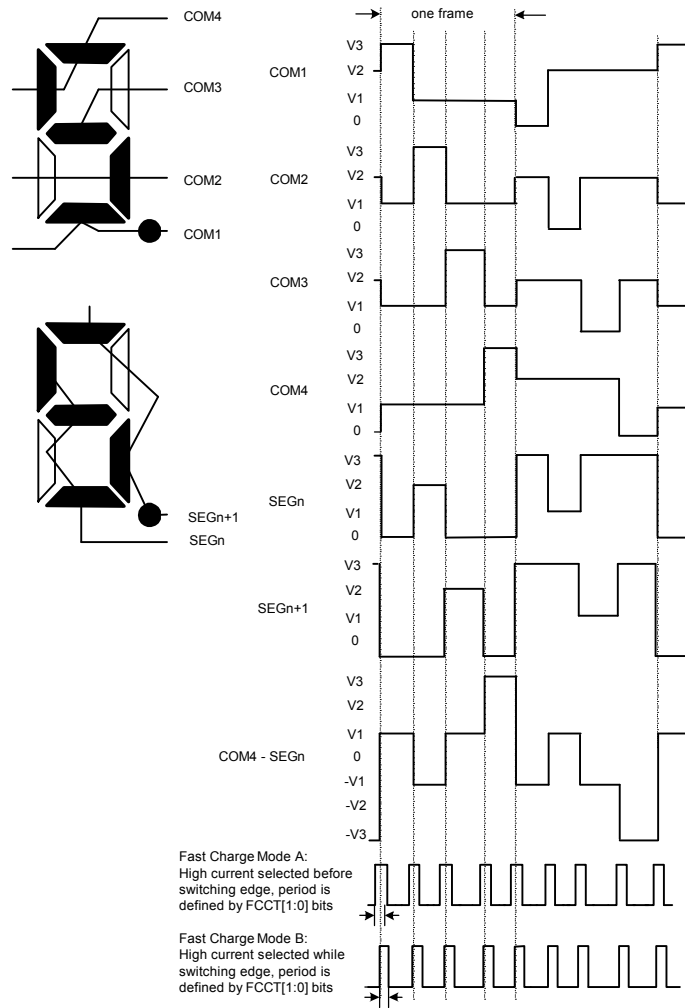 COM4
one frame
COM3
COM2
COM1
COM1
V3
V2
V1
0
COM2
V3
V2
V1
0
COM3
V3
V2
V1
0
COM4
V3
V2
V1
0
SEGn+1
SEGn
SEGn
V3
V2
V1
0
SEGn+1
V3
V2
V1
0
COM4 - SEGn
V3
V2
V1
0
-V1
-V2
-V3
Fast Charge Mode A:
High current selected before
switching edge, period is
defined by FCCT[1:0] bits
Fast Charge Mode B:
High current selected while
switching edge, period is
defined by FCCT[1:0] bits